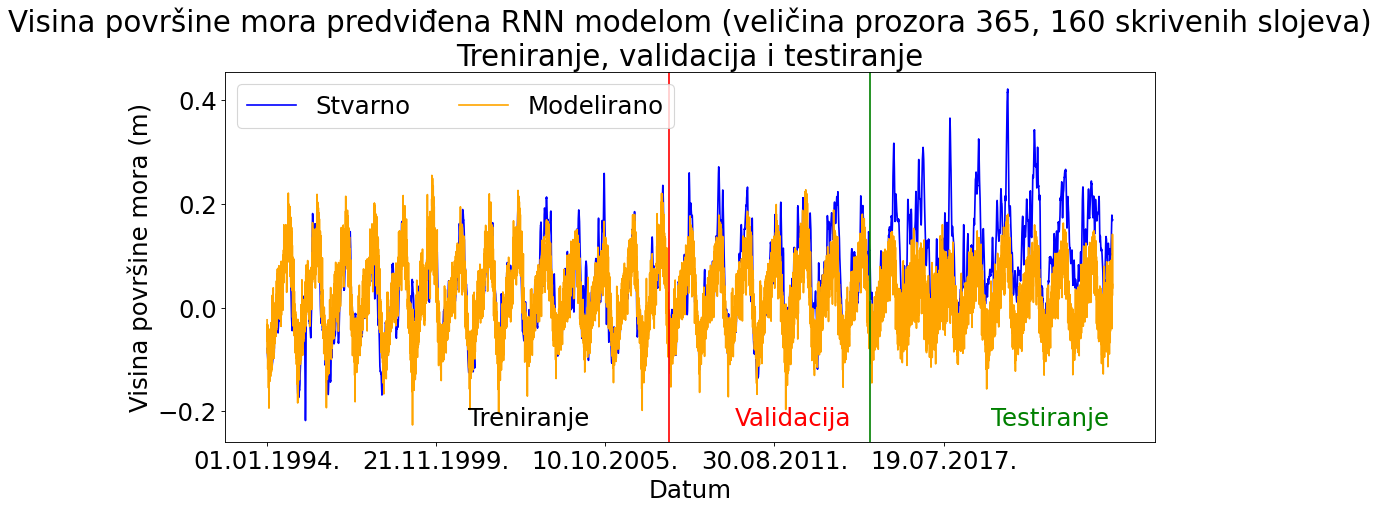 Visina površine mora predviđena RNN modelom (veličina prozora 365, 160 skrivenih slojeva)
Treniranje, validacija i testiranje
Stvarno
Modelirano
Visina površine mora (m)
0.4
0.2
0.0
−0.2
Treniranje
Validacija
Testiranje
01.01.1994.
21.11.1999.
10.10.2005.
30.08.2011.
19.07.2017.
Datum